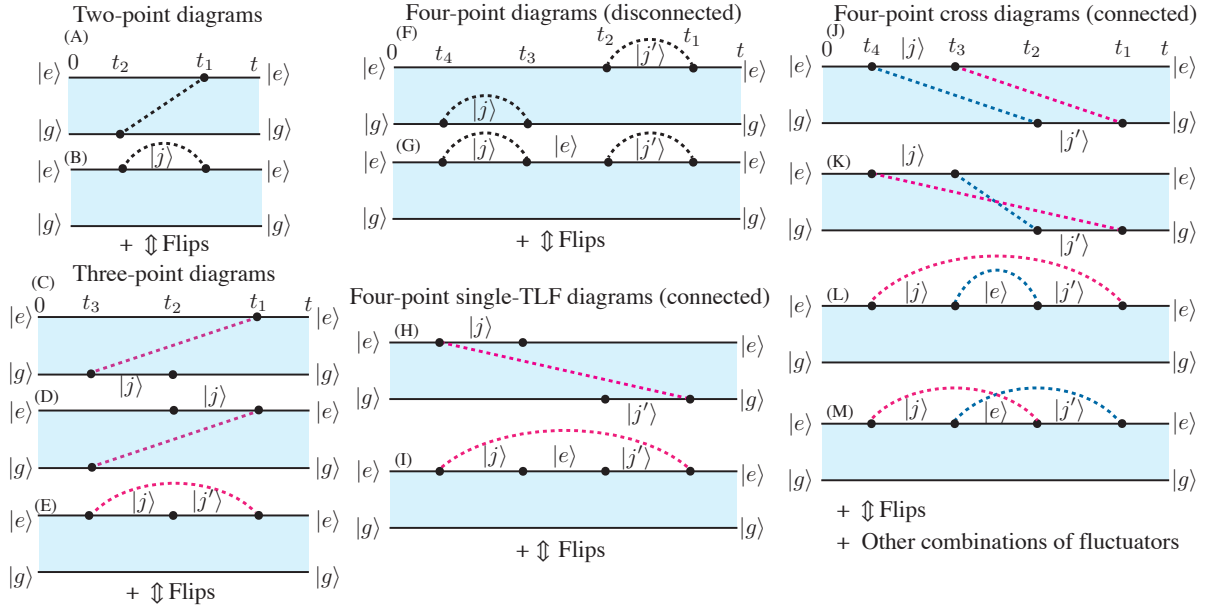 Two-point diagrams
(A)
0 t₂ t₁ t
|e⟩ |e⟩
|g⟩ |g⟩
(B)
|e⟩ |j⟩ |e⟩
|g⟩ |g⟩
+ ⇕ Flips
Three-point diagrams
(C)
0 t₃ t₂ t₁ t
|e⟩ |e⟩
|g⟩ |g⟩
|j⟩
(D)
|e⟩ |j⟩ |e⟩
|g⟩ |g⟩
(E)
|j⟩ |j′⟩
|e⟩ |e⟩
|g⟩ |g⟩
+ ⇕ Flips
Four-point diagrams (disconnected)
(F)
0 t₄ t₃ t₂ t₁ t
|j′⟩
|e⟩ |e⟩
|j⟩
|g⟩ |g⟩
(G)
|j⟩ |e⟩ |j′⟩
|e⟩ |e⟩
|g⟩ |g⟩
+ ⇕ Flips
Four-point single-TLF diagrams (connected)
(H)
|j⟩
|e⟩ |e⟩
|g⟩ |g⟩
|j′⟩
(I)
|j⟩ |e⟩ |j′⟩
|e⟩ |e⟩
|g⟩ |g⟩
+ ⇕ Flips
Four-point cross diagrams (connected)
(J)
0 t₄ |j⟩ t₃ t₂ t₁ t
|e⟩ |e⟩
|g⟩ |g⟩
|j′⟩
(K)
|j⟩
|e⟩ |e⟩
|g⟩ |g⟩
|j′⟩
(L)
|j⟩ |e⟩ |j′⟩
|e⟩ |e⟩
|g⟩ |g⟩
(M)
|j⟩ |e⟩ |j′⟩
|e⟩ |e⟩
|g⟩ |g⟩
+ ⇕ Flips
+ Other combinations of fluctuators